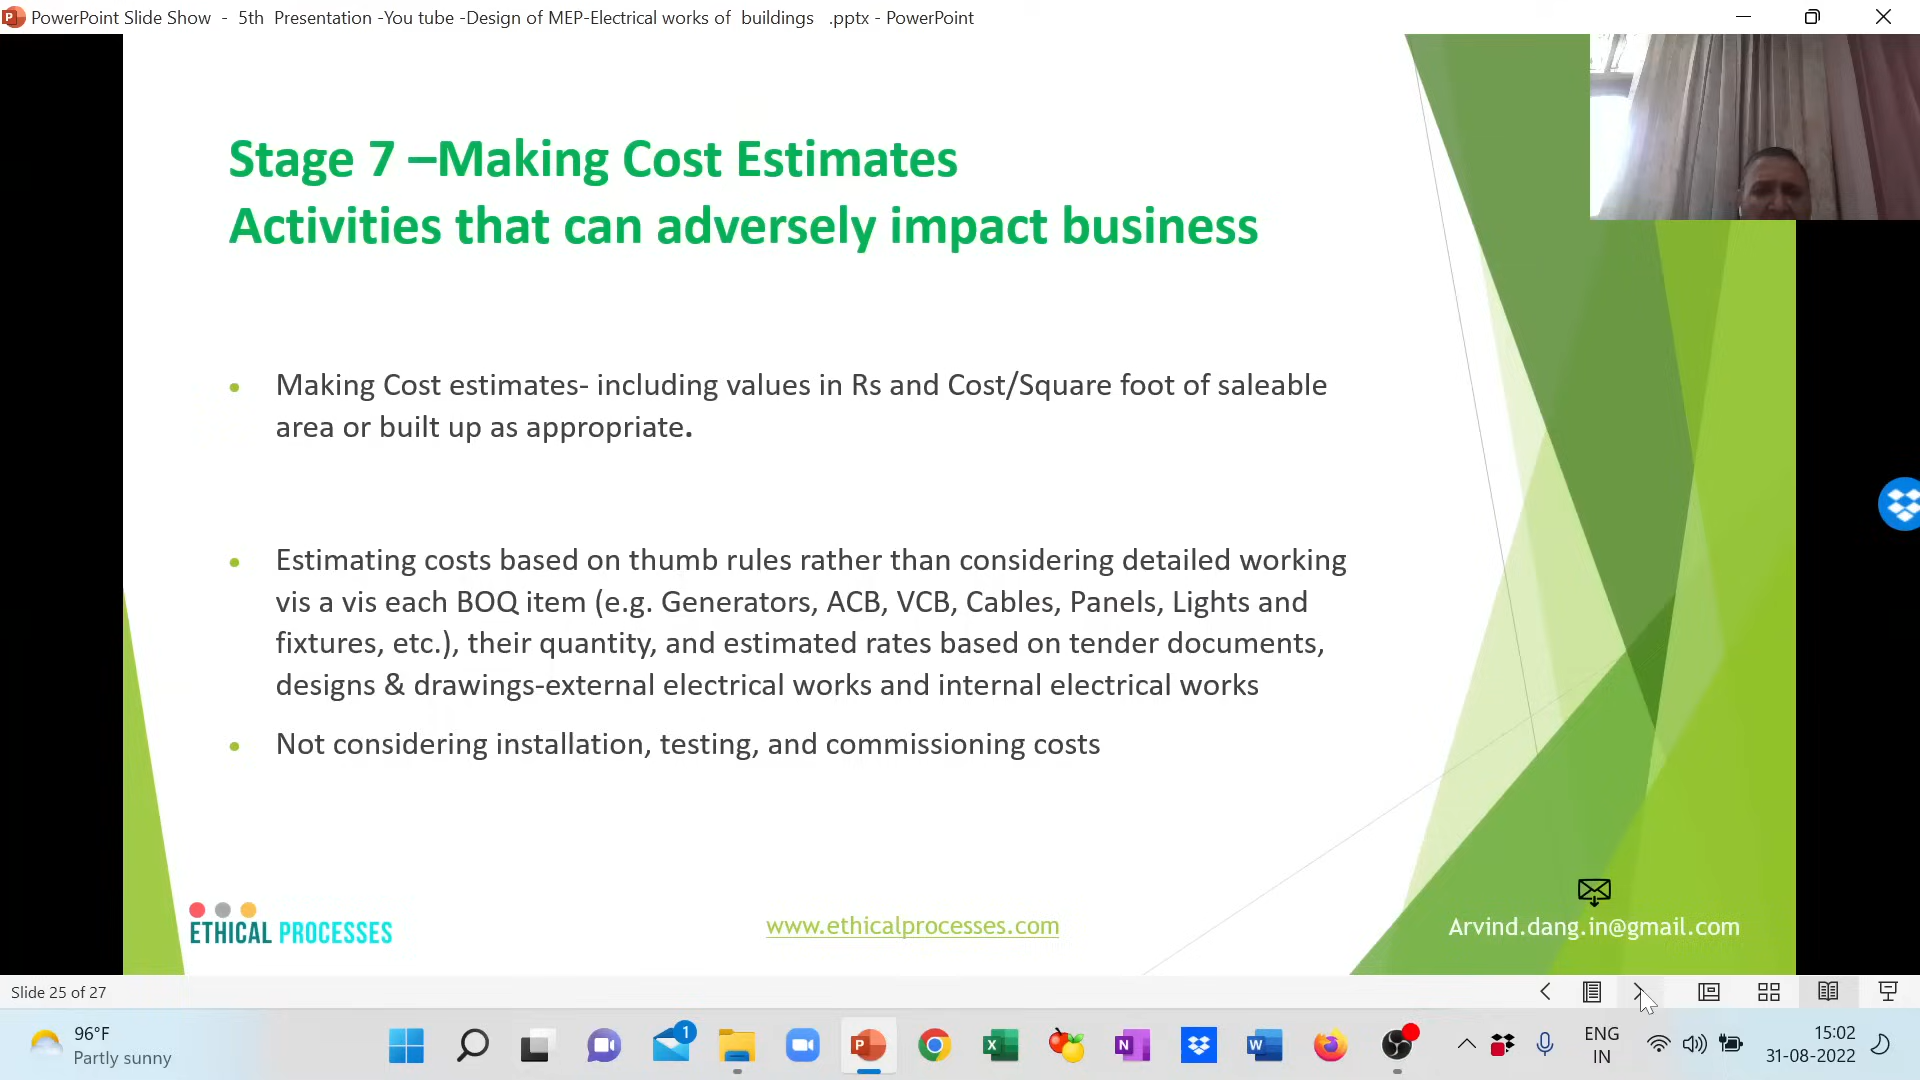 PowerPoint Slide Show - 5th Presentation -You tube -Design of MEP-Electrical works of buildings .pptx - PowerPoint
Stage 7 –Making Cost Estimates
Activities that can adversely impact business
• Making Cost estimates- including values in Rs and Cost/Square foot of saleable
area or built up as appropriate.
• Estimating costs based on thumb rules rather than considering detailed working
vis a vis each BOQ item (e.g. Generators, ACB, VCB, Cables, Panels, Lights and
fixtures, etc.), their quantity, and estimated rates based on tender documents,
designs & drawings-external electrical works and internal electrical works
• Not considering installation, testing, and commissioning costs
ETHICAL PROCESSES
www.ethicalprocesses.com
Arvind.dang.in@gmail.com
Slide 25 of 27
96°F
Partly sunny
1
ENG
IN
15:02
31-08-2022